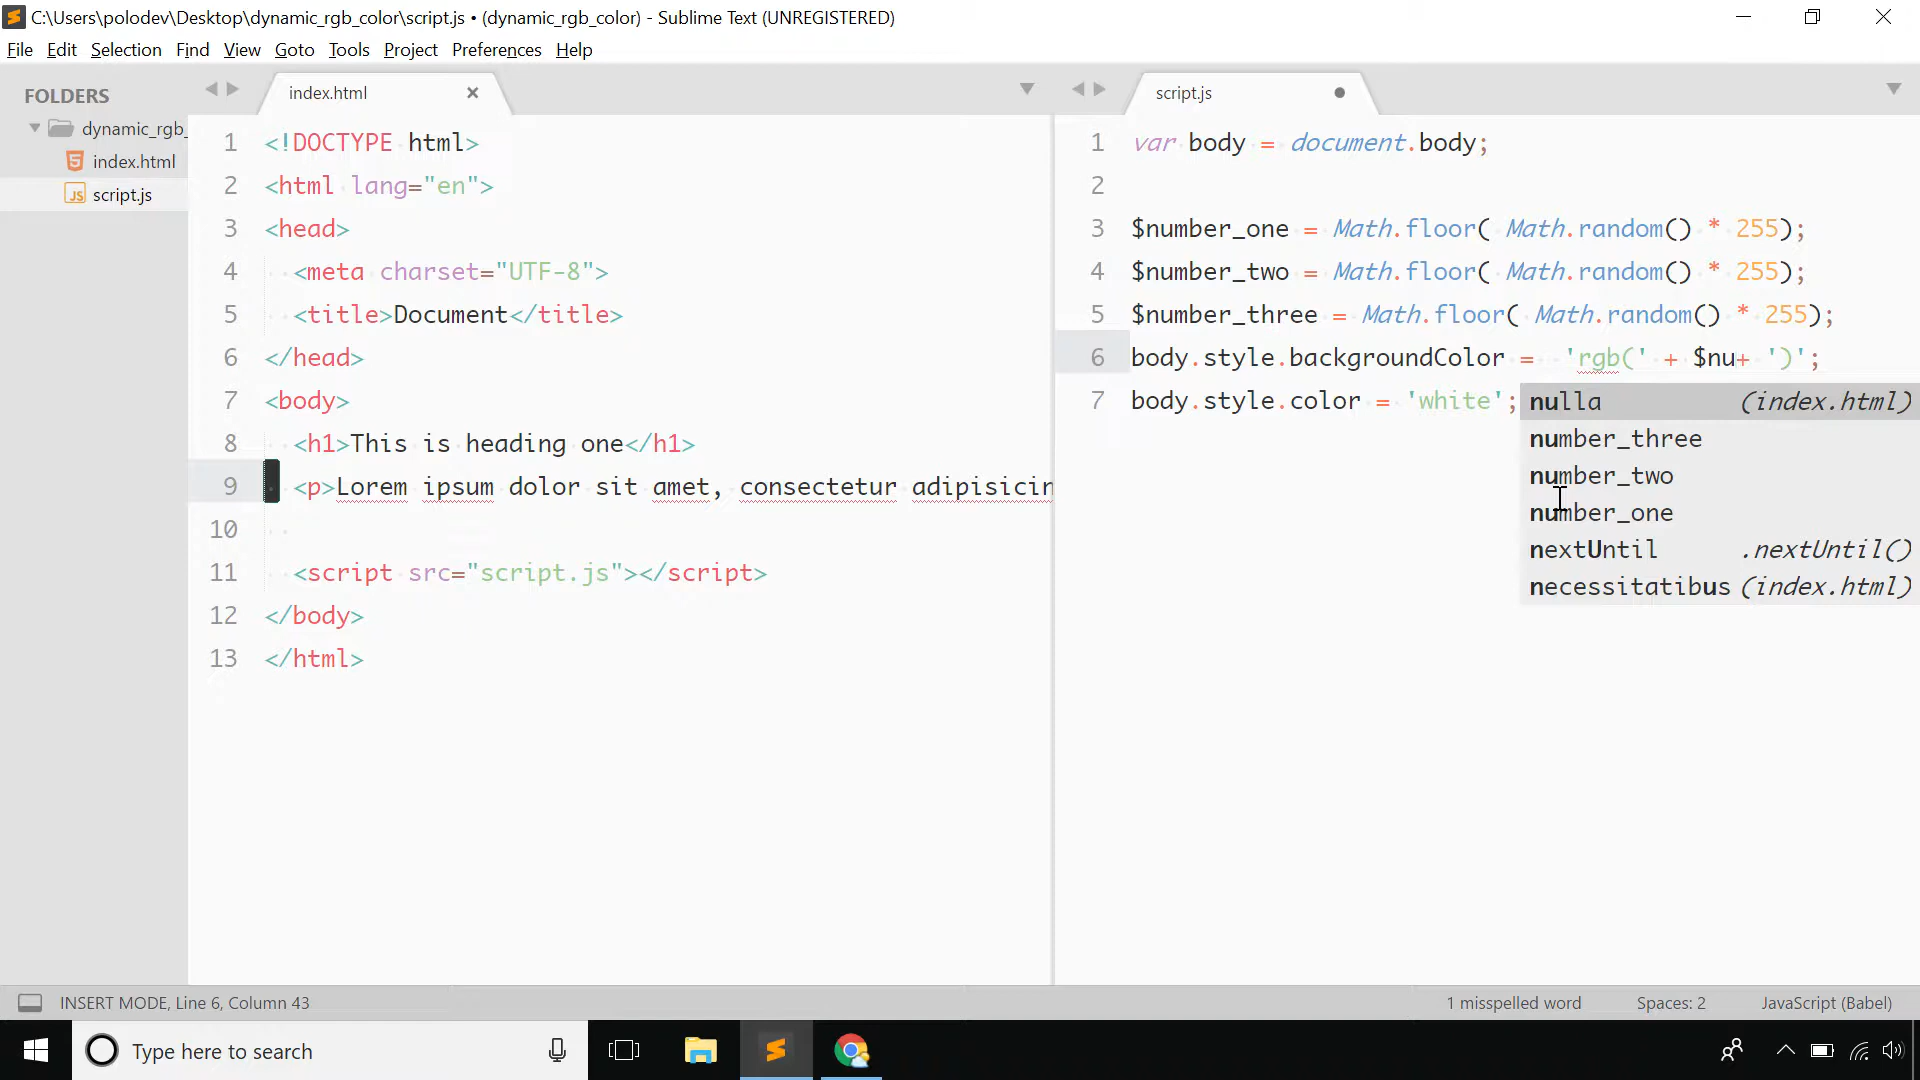 C:\Users\polodev\Desktop\dynamic_rgb_color\script.js • (dynamic_rgb_color) - Sublime Text (UNREGISTERED)
File Edit Selection Find View Goto Tools Project Preferences Help
FOLDERS
dynamic_rgb_
index.html
script.js
index.html
1 <!DOCTYPE html>
2 <html lang="en">
3 <head>
4 <meta charset="UTF-8">
5 <title>Document</title>
6 </head>
7 <body>
8 <h1>This is heading one</h1>
9 <p>Lorem ipsum dolor sit amet, consectetur adipisicin
10
11 <script src="script.js"></script>
12 </body>
13 </html>
script.js
1 var body = document.body;
2
3 $number_one = Math.floor( Math.random() * 255);
4 $number_two = Math.floor( Math.random() * 255);
5 $number_three = Math.floor( Math.random() * 255);
6 body.style.backgroundColor = 'rgb(' + $nu+ ')';
7 body.style.color = 'white';
nulla (index.html)
number_three
number_two
number_one
nextUntil .nextUntil()
necessitatibus (index.html)
INSERT MODE, Line 6, Column 43
1 misspelled word
Spaces: 2
JavaScript (Babel)
Type here to search